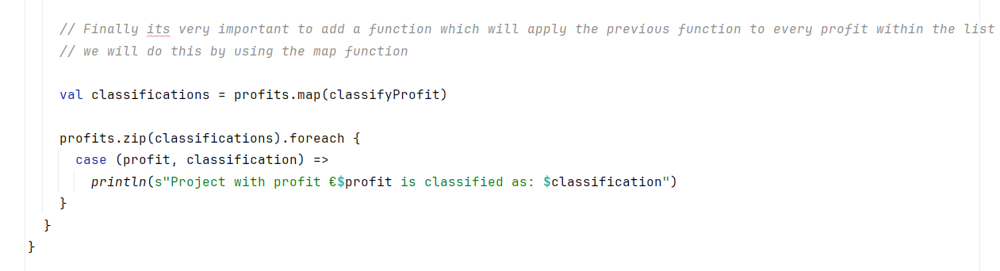 // Finally its very important to add a function which will apply the previous function to every profit within the list
// we will do this by using the map function
val classifications = profits.map(classifyProfit)
profits.zip(classifications).foreach {
case (profit, classification) =>
println(s"Project with profit €$profit is classified as: $classification")
}
}
}